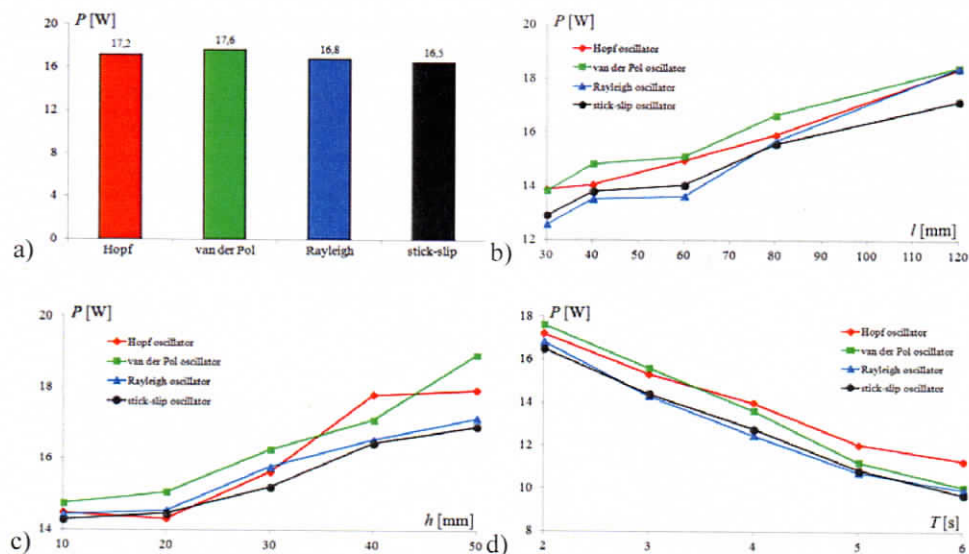 P [W]
20
16
12
8
4
0
17,2
17,6
16,8
16,5
Hopf
van der Pol
Rayleigh
stick-slip
a)
P [W]
20
18
16
14
12
Hopf oscillator
van der Pol oscillator
Rayleigh oscillator
stick-slip oscillator
30 40 50 60 70 80 90 100 110 120
l [mm]
b)
P [W]
20
18
16
14
Hopf oscillator
van der Pol oscillator
Rayleigh oscillator
stick-slip oscillator
10 20 30 40 50
h [mm]
c)
P [W]
18
16
14
12
10
8
Hopf oscillator
van der Pol oscillator
Rayleigh oscillator
stick-slip oscillator
2 3 4 5 6
T [s]
d)